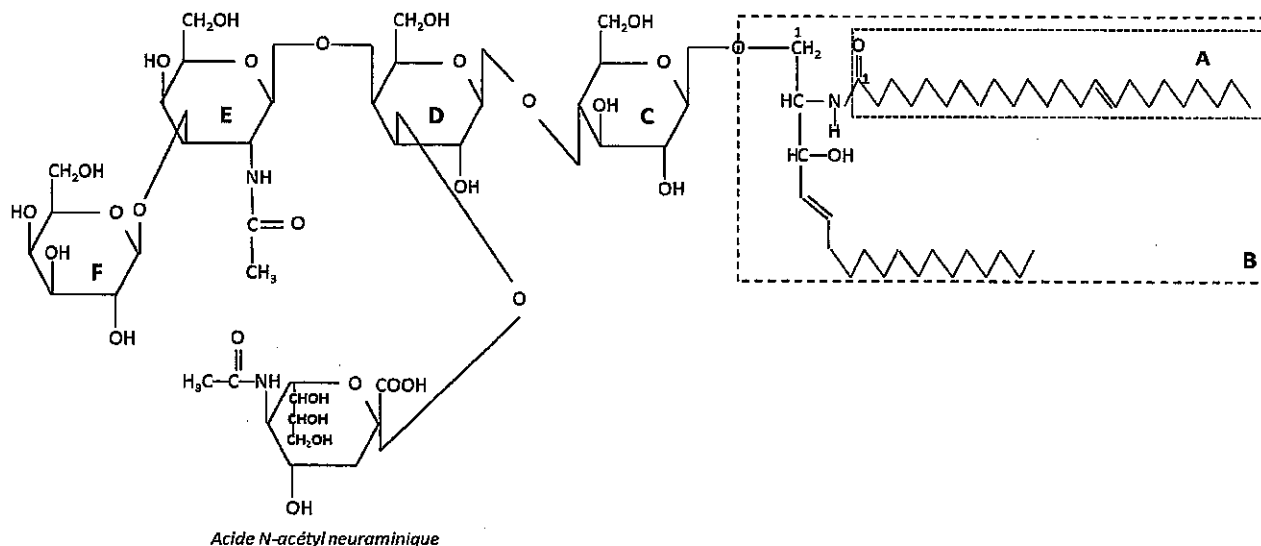 CH₂OH
O
HO
E
NH
C=O
CH₃
O
CH₂OH
O
D
OH
O
CH₂OH
O
OH
C
OH
O
1
CH₂
HC—N
H
HC—OH
O
1
A
B
CH₂OH
HO
O
O
OH
F
OH
O
O
H₃C—C—NH
O
COOH
CHOH
CHOH
CH₂OH
OH
Acide N-acétyl neuraminique